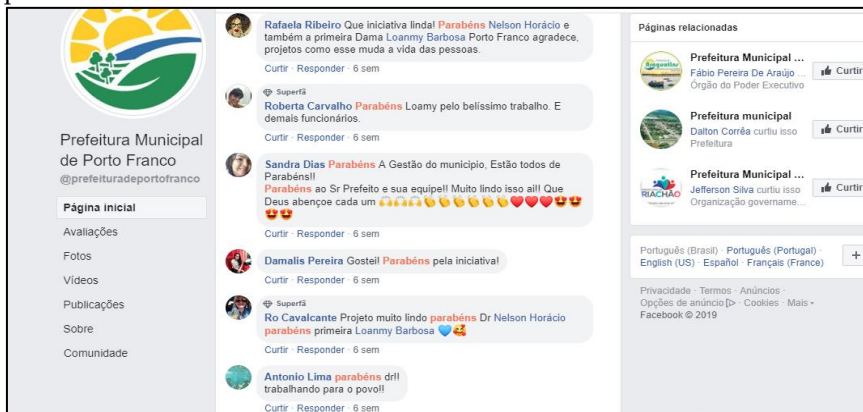 Prefeitura Municipal
de Porto Franco
@prefeituradeportofranco
Página inicial
Avaliações
Fotos
Vídeos
Publicações
Sobre
Comunidade
Rafaela Ribeiro Que iniciativa linda! Parabéns Nelson Horácio e
também a primeira Dama Loanmy Barbosa Porto Franco agradece,
projetos como esse muda a vida das pessoas.
Curtir · Responder · 6 sem
Superfã
Roberta Carvalho Parabéns Loamy pelo belíssimo trabalho. E
demais funcionários.
Curtir · Responder · 6 sem
Sandra Dias Parabéns A Gestão do municipio, Estão todos de
Parabéns!!
Parabéns ao Sr Prefeito e sua equipe!! Muito lindo isso ai!! Que
Deus abençoe cada um
Curtir · Responder · 6 sem
Damalis Pereira Gostei! Parabéns pela iniciativa!
Curtir · Responder · 6 sem
Superfã
Ro Cavalcante Projeto muito lindo parabéns Dr Nelson Horácio
parabéns primeira Loanmy Barbosa 💙🥰
Curtir · Responder · 6 sem
Antonio Lima parabéns dr!!
trabalhando para o povo!!
Curtir · Responder · 6 sem
Páginas relacionadas
Prefeitura Municipal ...
Fábio Pereira De Araújo ...
Órgão do Poder Executivo
Curtir
Prefeitura municipal
Dalton Corrêa curtiu isso
Prefeitura
Curtir
RIACHÃO
Prefeitura Municipal ...
Jefferson Silva curtiu isso
Organização govername...
Curtir
Português (Brasil) · Português (Portugal) ·
English (US) · Español · Français (France)
+
Privacidade · Termos · Anúncios ·
Opções de anúncio · Cookies · Mais
Facebook © 2019